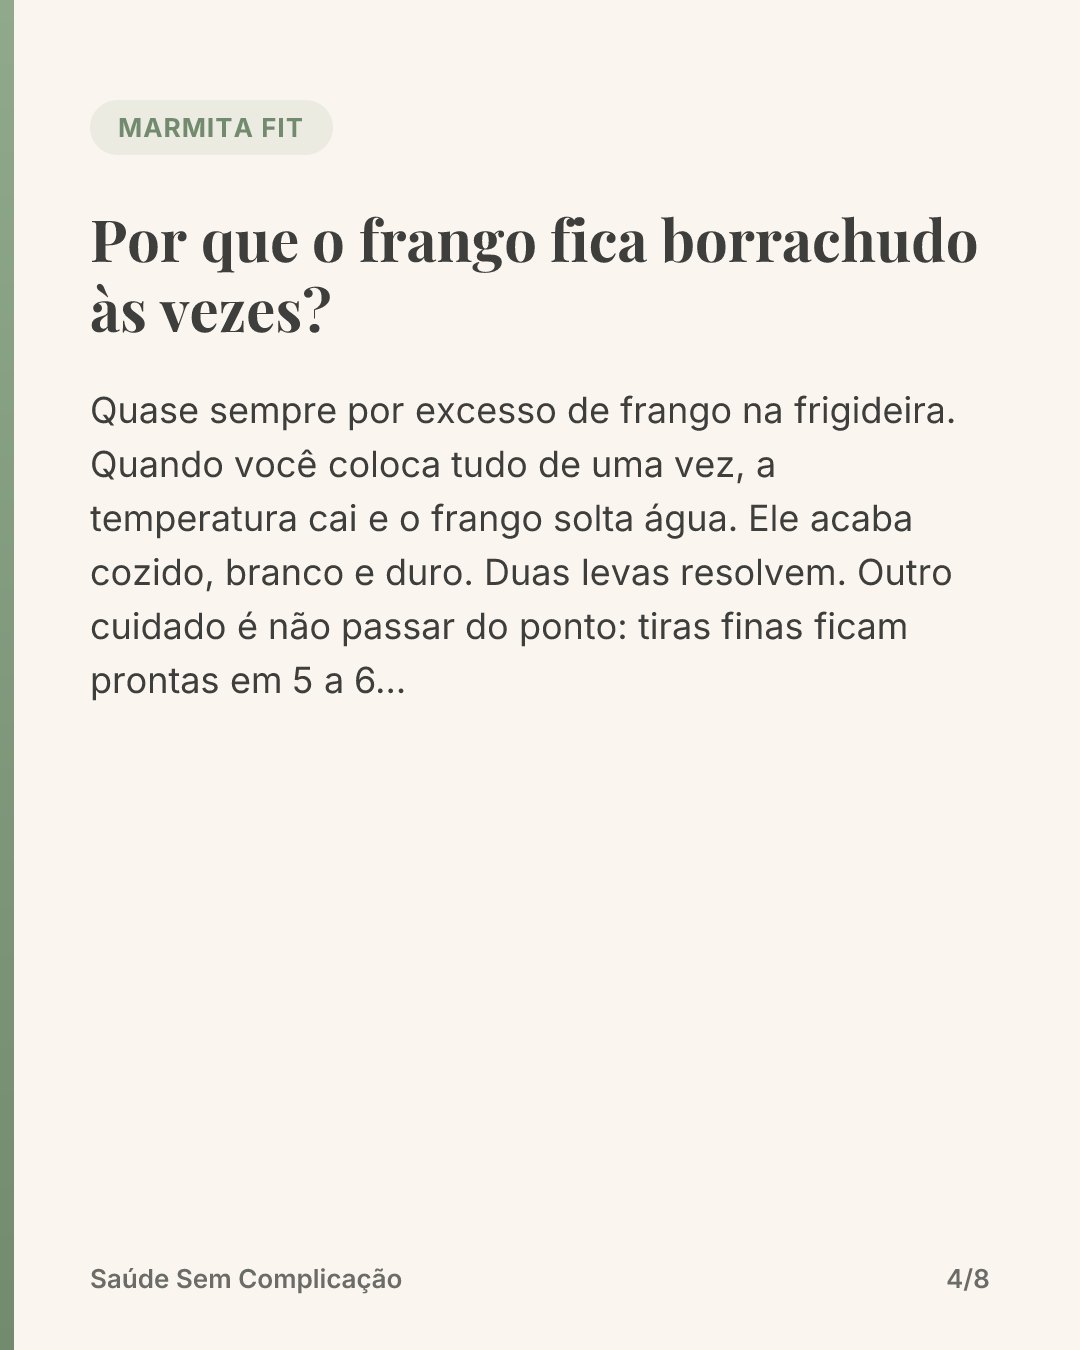 MARMITA FIT
Por que o frango fica borrachudo
às vezes?
Quase sempre por excesso de frango na frigideira.
Quando você coloca tudo de uma vez, a
temperatura cai e o frango solta água. Ele acaba
cozido, branco e duro. Duas levas resolvem. Outro
cuidado é não passar do ponto: tiras finas ficam
prontas em 5 a 6...
Saúde Sem Complicação
4/8